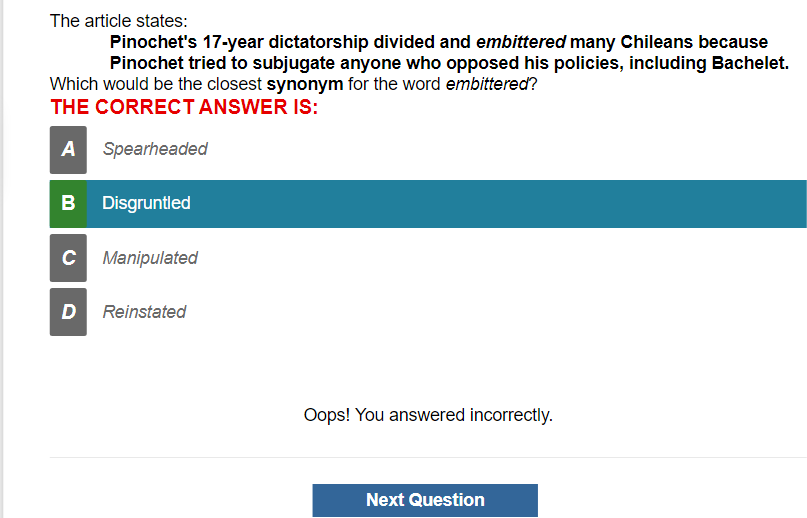 The article states:
Pinochet's 17-year dictatorship divided and embittered many Chileans because
Pinochet tried to subjugate anyone who opposed his policies, including Bachelet.
Which would be the closest synonym for the word embittered?
THE CORRECT ANSWER IS:
A Spearheaded
B Disgruntled
C Manipulated
D Reinstated
Oops! You answered incorrectly.
Next Question